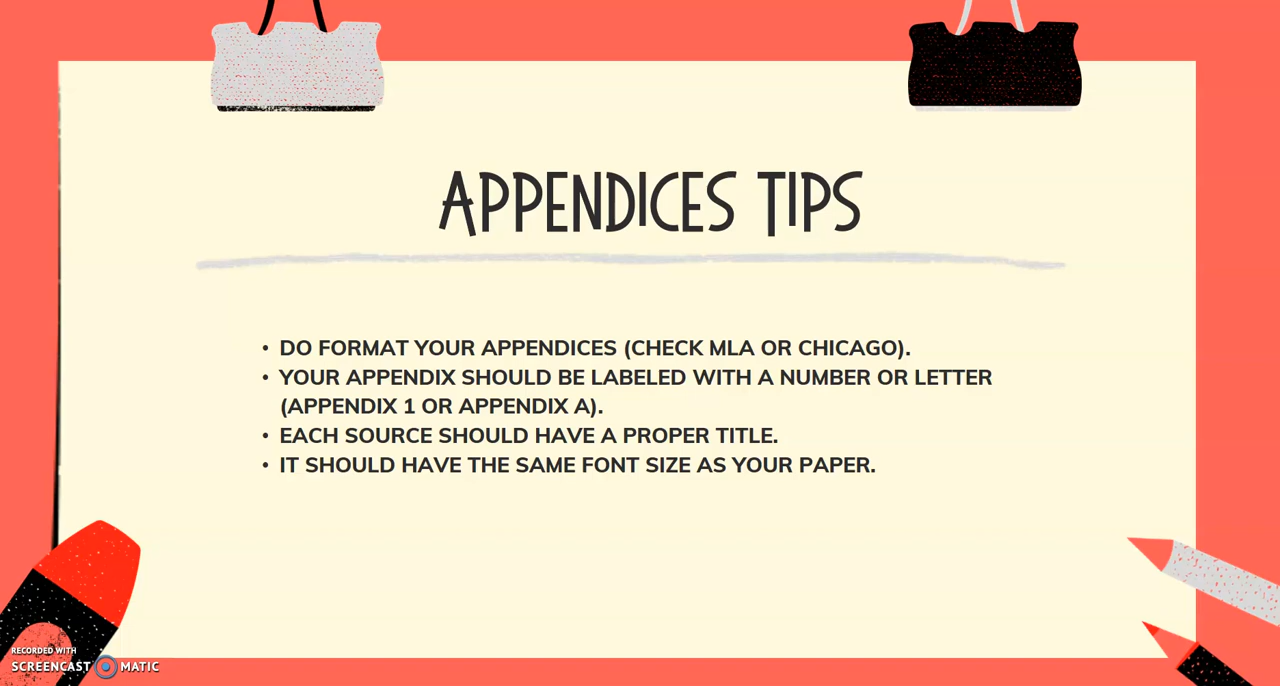 APPENDICES TIPS
• DO FORMAT YOUR APPENDICES (CHECK MLA OR CHICAGO).
• YOUR APPENDIX SHOULD BE LABELED WITH A NUMBER OR LETTER
(APPENDIX 1 OR APPENDIX A).
• EACH SOURCE SHOULD HAVE A PROPER TITLE.
• IT SHOULD HAVE THE SAME FONT SIZE AS YOUR PAPER.
RECORDED WITH
SCREENCAST MATIC